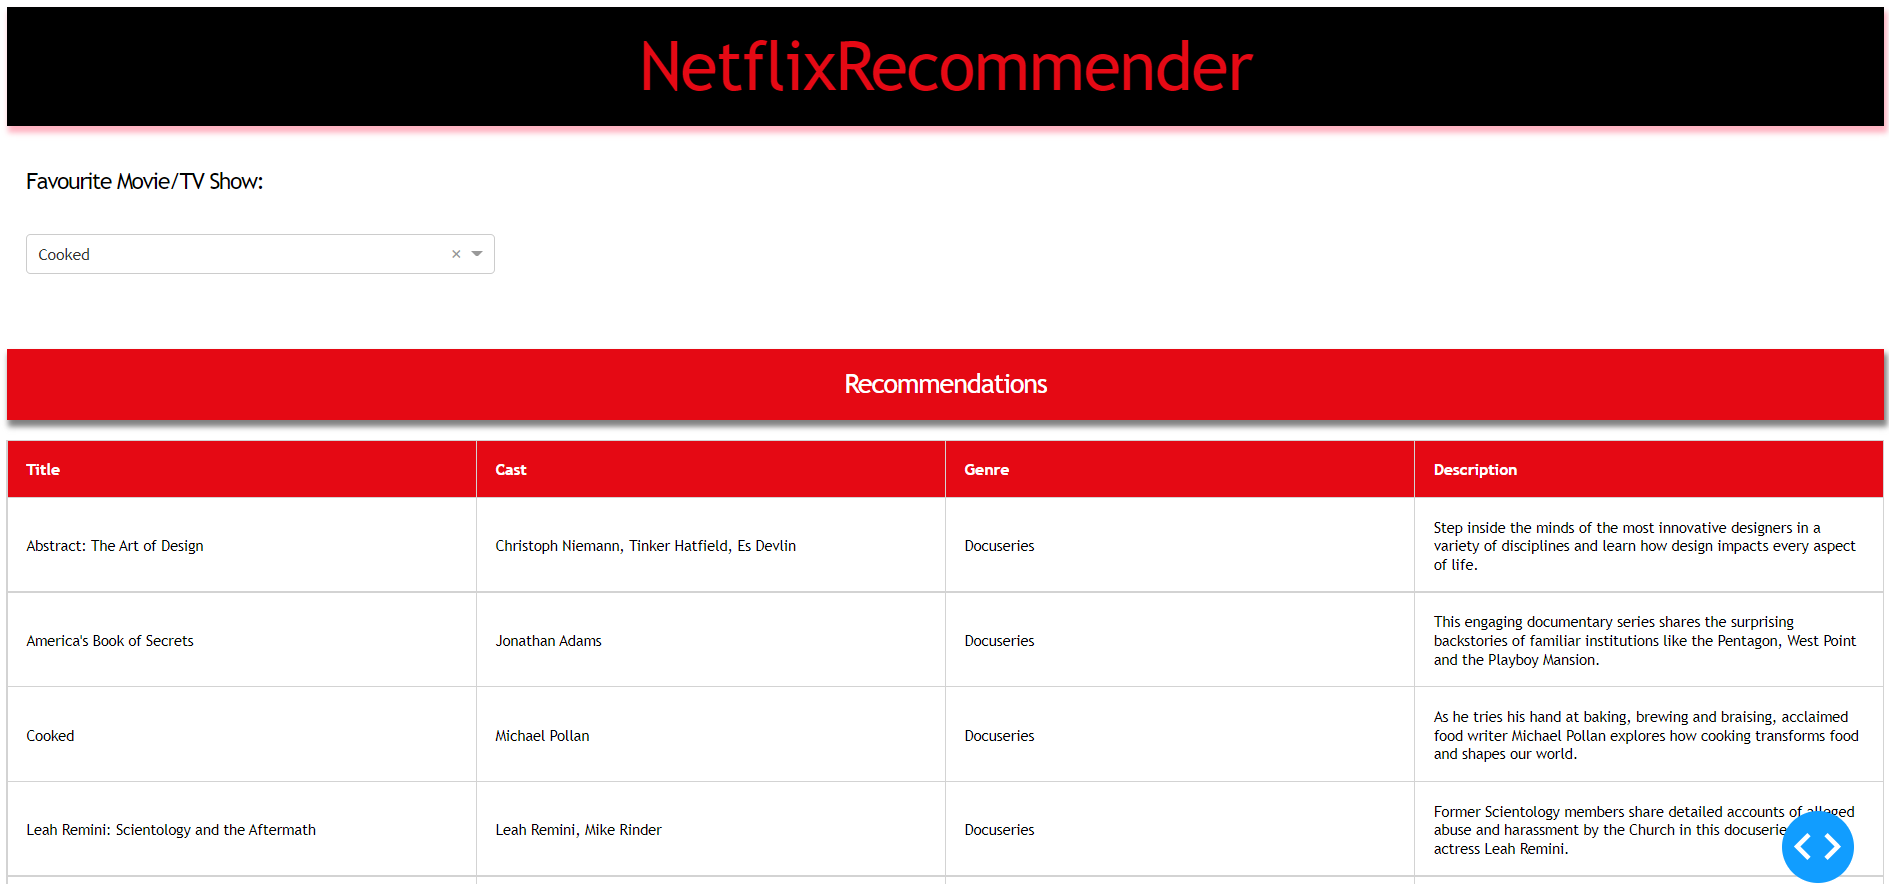 NetflixRecommender
Favourite Movie/TV Show:
Cooked
Recommendations
Title Cast Genre Description
Abstract: The Art of Design Christoph Niemann, Tinker Hatfield, Es Devlin Docuseries
Step inside the minds of the most innovative designers in a
variety of disciplines and learn how design impacts every aspect
of life.
America's Book of Secrets Jonathan Adams Docuseries
This engaging documentary series shares the surprising
backstories of familiar institutions like the Pentagon, West Point
and the Playboy Mansion.
Cooked Michael Pollan Docuseries
As he tries his hand at baking, brewing and braising, acclaimed
food writer Michael Pollan explores how cooking transforms food
and shapes our world.
Leah Remini: Scientology and the Aftermath Leah Remini, Mike Rinder Docuseries
Former Scientology members share detailed accounts of alleged
abuse and harassment by the Church in this
actress Leah Remini.